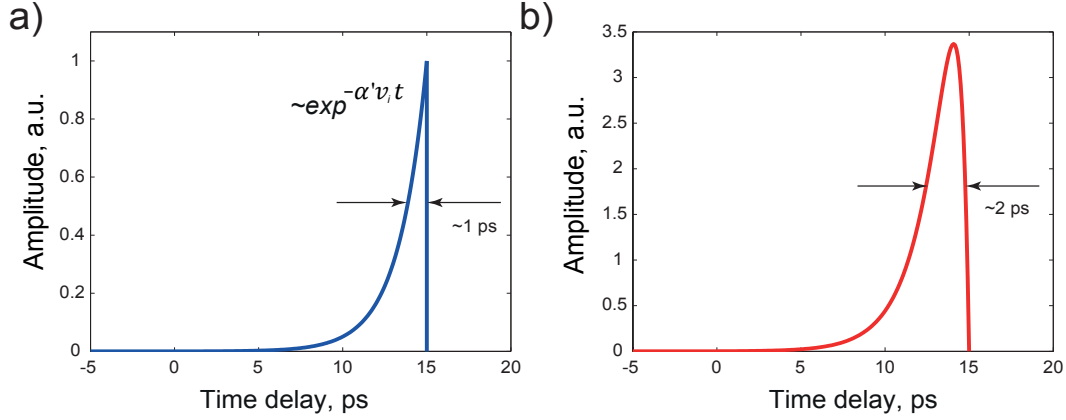 a)
Amplitude, a.u.
1
0.8
0.6
0.4
0.2
0
-5
0
5
10
15
20
Time delay, ps
~exp^-α'v_i t
~1 ps
b)
Amplitude, a.u.
3.5
3
2.5
2
1.5
1
0.5
0
-5
0
5
10
15
20
Time delay, ps
~2 ps